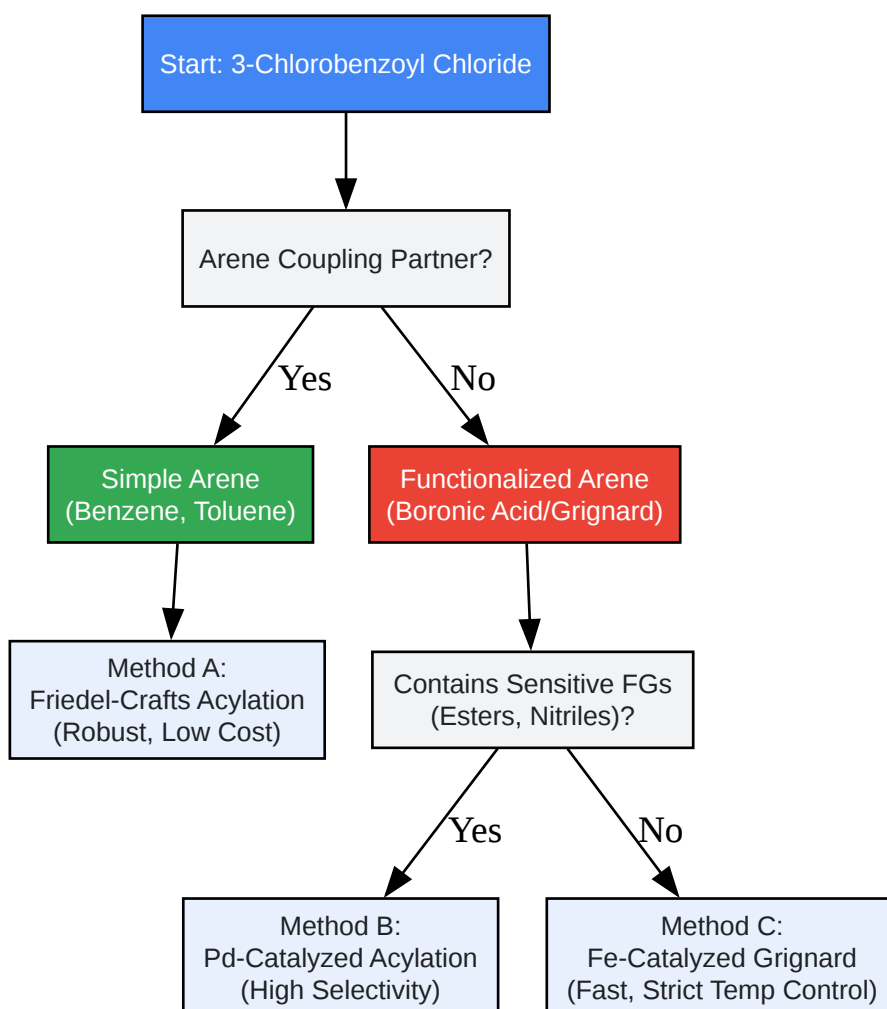 Start: 3-Chlorobenzoyl Chloride
Arene Coupling Partner?
Yes
No
Simple Arene
(Benzene, Toluene)
Functionalized Arene
(Boronic Acid/Grignard)
Method A:
Friedel-Crafts Acylation
(Robust, Low Cost)
Contains Sensitive FGs
(Esters, Nitriles)?
Yes
No
Method B:
Pd-Catalyzed Acylation
(High Selectivity)
Method C:
Fe-Catalyzed Grignard
(Fast, Strict Temp Control)